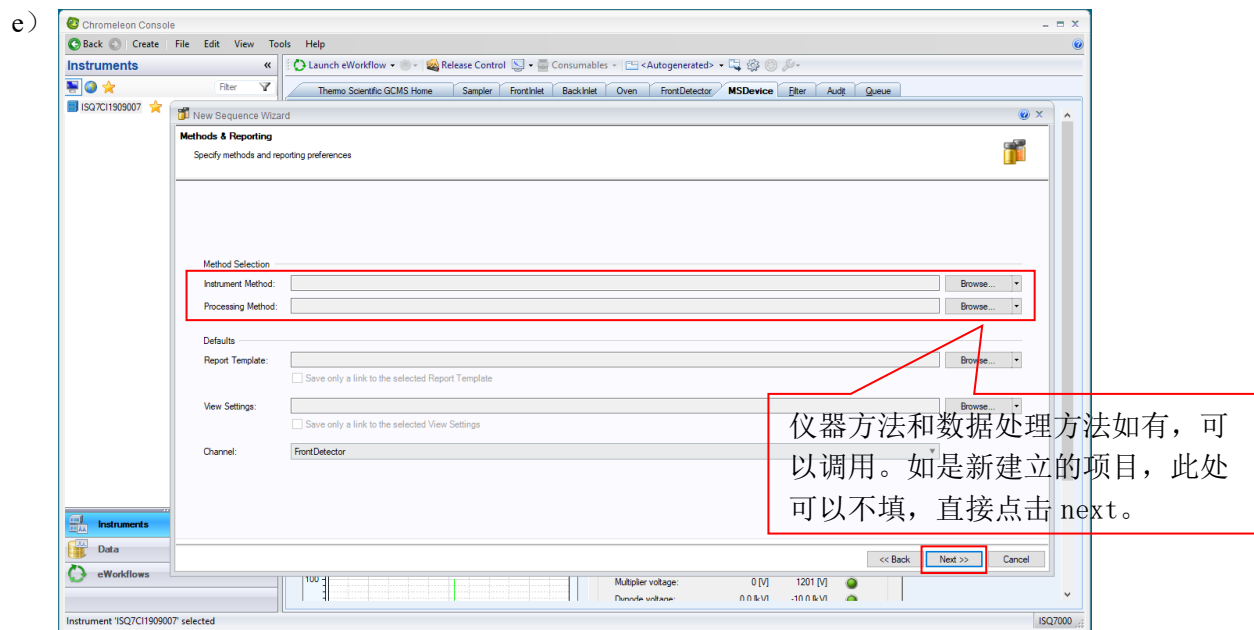 e）
Chromeleon Console
Back Create File Edit View Tools Help
Instruments «
Launch eWorkflow Release Control Consumables <Autogenerated>
Filter
Thermo Scientific GCMS Home Sampler FrontInlet BackInlet Oven FrontDetector MSDevice Filter Audit Queue
ISQ7CI1909007
New Sequence Wizard
Methods & Reporting
Specify methods and reporting preferences
Method Selection
Instrument Method: Browse...
Processing Method: Browse...
Defaults
Report Template: Browse...
Save only a link to the selected Report Template
View Settings: Browse...
Save only a link to the selected View Settings
Channel: FrontDetector
仪器方法和数据处理方法如有，可
以调用。如是新建立的项目，此处
可以不填，直接点击 next。
Instruments
Data
eWorkflows
<< Back Next >> Cancel
100
Multiplier voltage: 0 [V] 1201 [V]
Dynode voltage: 0.0 [kV] -10.0 [kV]
Instrument 'ISQ7CI1909007' selected
ISQ7000